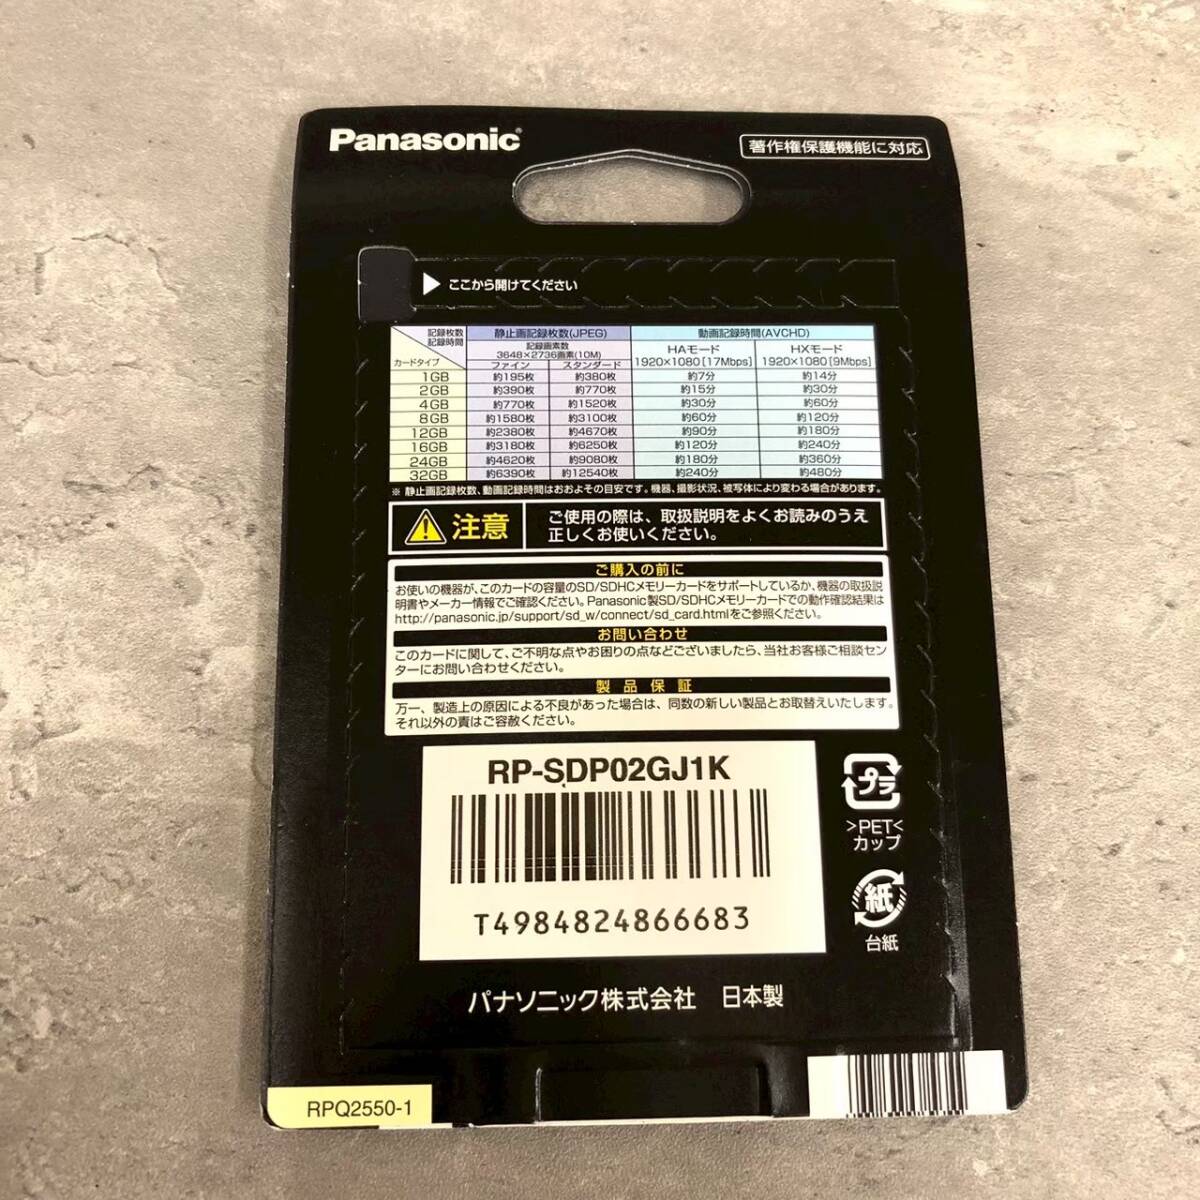 Panasonic
著作権保護機能に対応
ここから開けてください
記録枚数
記録時間
カードタイプ
静止画記録枚数(JPEG)
記録画素数
3648×2736画素(10M)
ファイン スタンダード
動画記録時間(AVCHD)
HAモード HXモード
1920×1080[17Mbps] 1920×1080[9Mbps]
1GB 約195枚 約380枚 約7分 約14分
2GB 約390枚 約770枚 約15分 約30分
4GB 約770枚 約1520枚 約30分 約60分
8GB 約1580枚 約3100枚 約60分 約120分
12GB 約2380枚 約4670枚 約90分 約180分
16GB 約3180枚 約6250枚 約120分 約240分
24GB 約4620枚 約9080枚 約180分 約360分
32GB 約6390枚 約12540枚 約240分 約480分
※ 静止画記録枚数、動画記録時間はおおよその目安です。機器、撮影状況、被写体により変わる場合があります。
注意
ご使用の際は、取扱説明をよくお読みのうえ
正しくお使いください。
ご購入の前に
お使いの機器が、このカードの容量のSD/SDHCメモリーカードをサポートしているか、機器の取扱説
明書やメーカー情報でご確認ください。Panasonic製SD/SDHCメモリーカードでの動作確認結果は
http://panasonic.jp/support/sd_w/connect/sd_card.htmlをご参照ください。
お問い合わせ
このカードに関して、ご不明な点やお困りの点などございましたら、当社お客様ご相談セン
ターにお問い合わせください。
製品保証
万一、製造上の原因による不良があった場合は、同数の新しい製品とお取替えいたします。
それ以外の責はご容赦ください。
RP-SDP02GJ1K
T4984824866683
プラ
>PET<
カップ
紙
台紙
パナソニック株式会社 日本製
RPQ2550-1